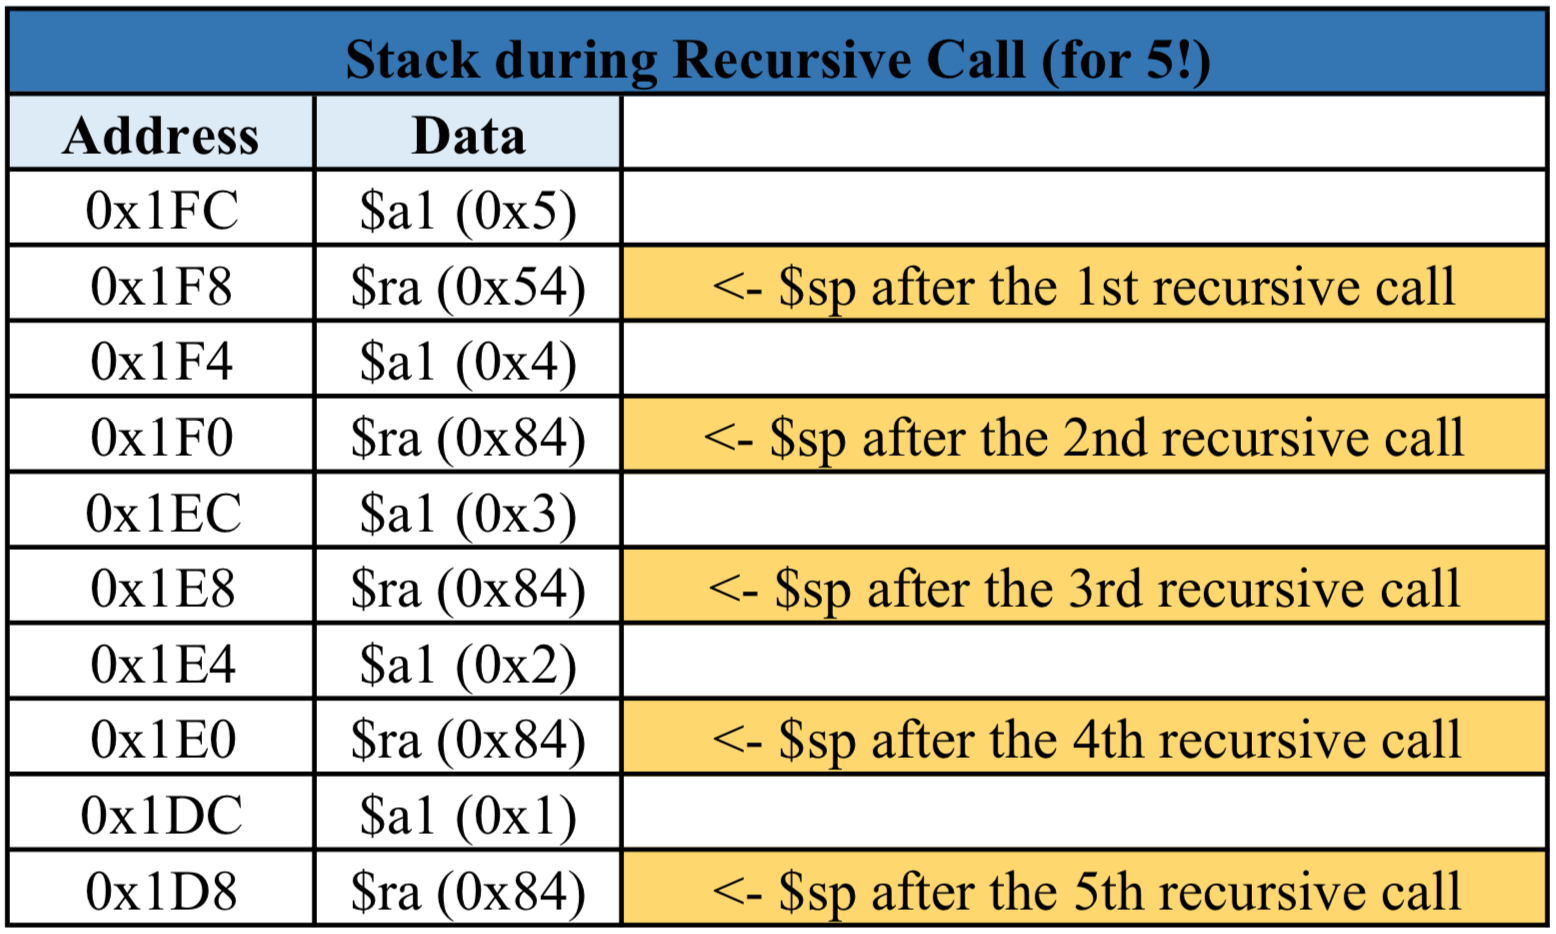 Stack during Recursive Call (for 5!)
Address Data
0x1FC $a1 (0x5)
0x1F8 $ra (0x54) <- $sp after the 1st recursive call
0x1F4 $a1 (0x4)
0x1F0 $ra (0x84) <- $sp after the 2nd recursive call
0x1EC $a1 (0x3)
0x1E8 $ra (0x84) <- $sp after the 3rd recursive call
0x1E4 $a1 (0x2)
0x1E0 $ra (0x84) <- $sp after the 4th recursive call
0x1DC $a1 (0x1)
0x1D8 $ra (0x84) <- $sp after the 5th recursive call